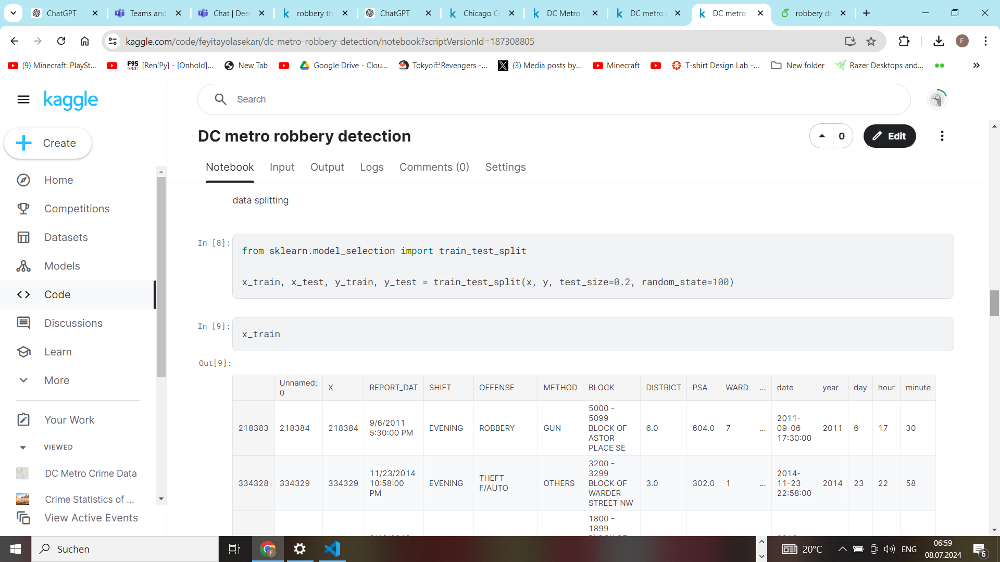 ChatGPT
Teams and
Chat | Deer
robbery th
ChatGPT
Chicago Cr
DC Metro
DC metro
DC metro
robbery de
kaggle.com/code/feyitayolasekan/dc-metro-robbery-detection/notebook?scriptVersionId=187308805
F
(9) Minecraft: PlaySt...
F95 ZONE [Ren'Py] - [Onhold]...
New Tab
Google Drive - Clou...
Tokyo卍Revengers -...
(3) Media posts by...
Minecraft
T-shirt Design Lab -...
New folder
Razer Desktops and...
kaggle
Search
Create
DC metro robbery detection
0
Edit
Notebook
Input
Output
Logs
Comments (0)
Settings
Home
Competitions
Datasets
Models
Code
Discussions
Learn
More
Your Work
VIEWED
DC Metro Crime Data
Crime Statistics of ...
View Active Events
data splitting
In [8]:
from sklearn.model_selection import train_test_split
x_train, x_test, y_train, y_test = train_test_split(x, y, test_size=0.2, random_state=100)
In [9]:
x_train
Out[9]:
Unnamed: 0 X REPORT_DAT SHIFT OFFENSE METHOD BLOCK DISTRICT PSA WARD ... date year day hour minute
218383 218384 218384 9/6/2011 5:30:00 PM EVENING ROBBERY GUN 5000 - 5099 BLOCK OF ASTOR PLACE SE 6.0 604.0 7 ... 2011-09-06 17:30:00 2011 6 17 30
334328 334329 334329 11/23/2014 10:58:00 PM EVENING THEFT F/AUTO OTHERS 3200 - 3299 BLOCK OF WARDER STREET NW 3.0 302.0 1 ... 2014-11-23 22:58:00 2014 23 22 58
1800 -
1899
Suchen
F
20°C
ENG
06:59
08.07.2024
6